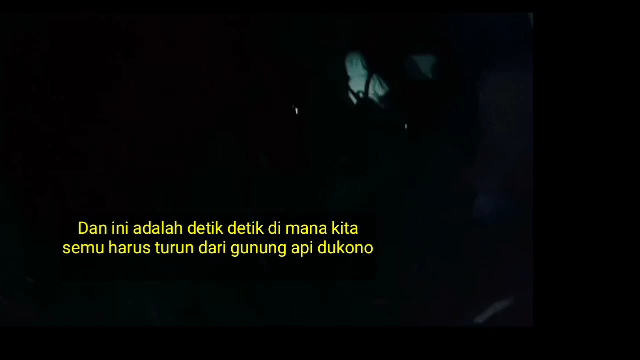 Dan ini adalah detik detik di mana kita
semu harus turun dari gunung api dukono